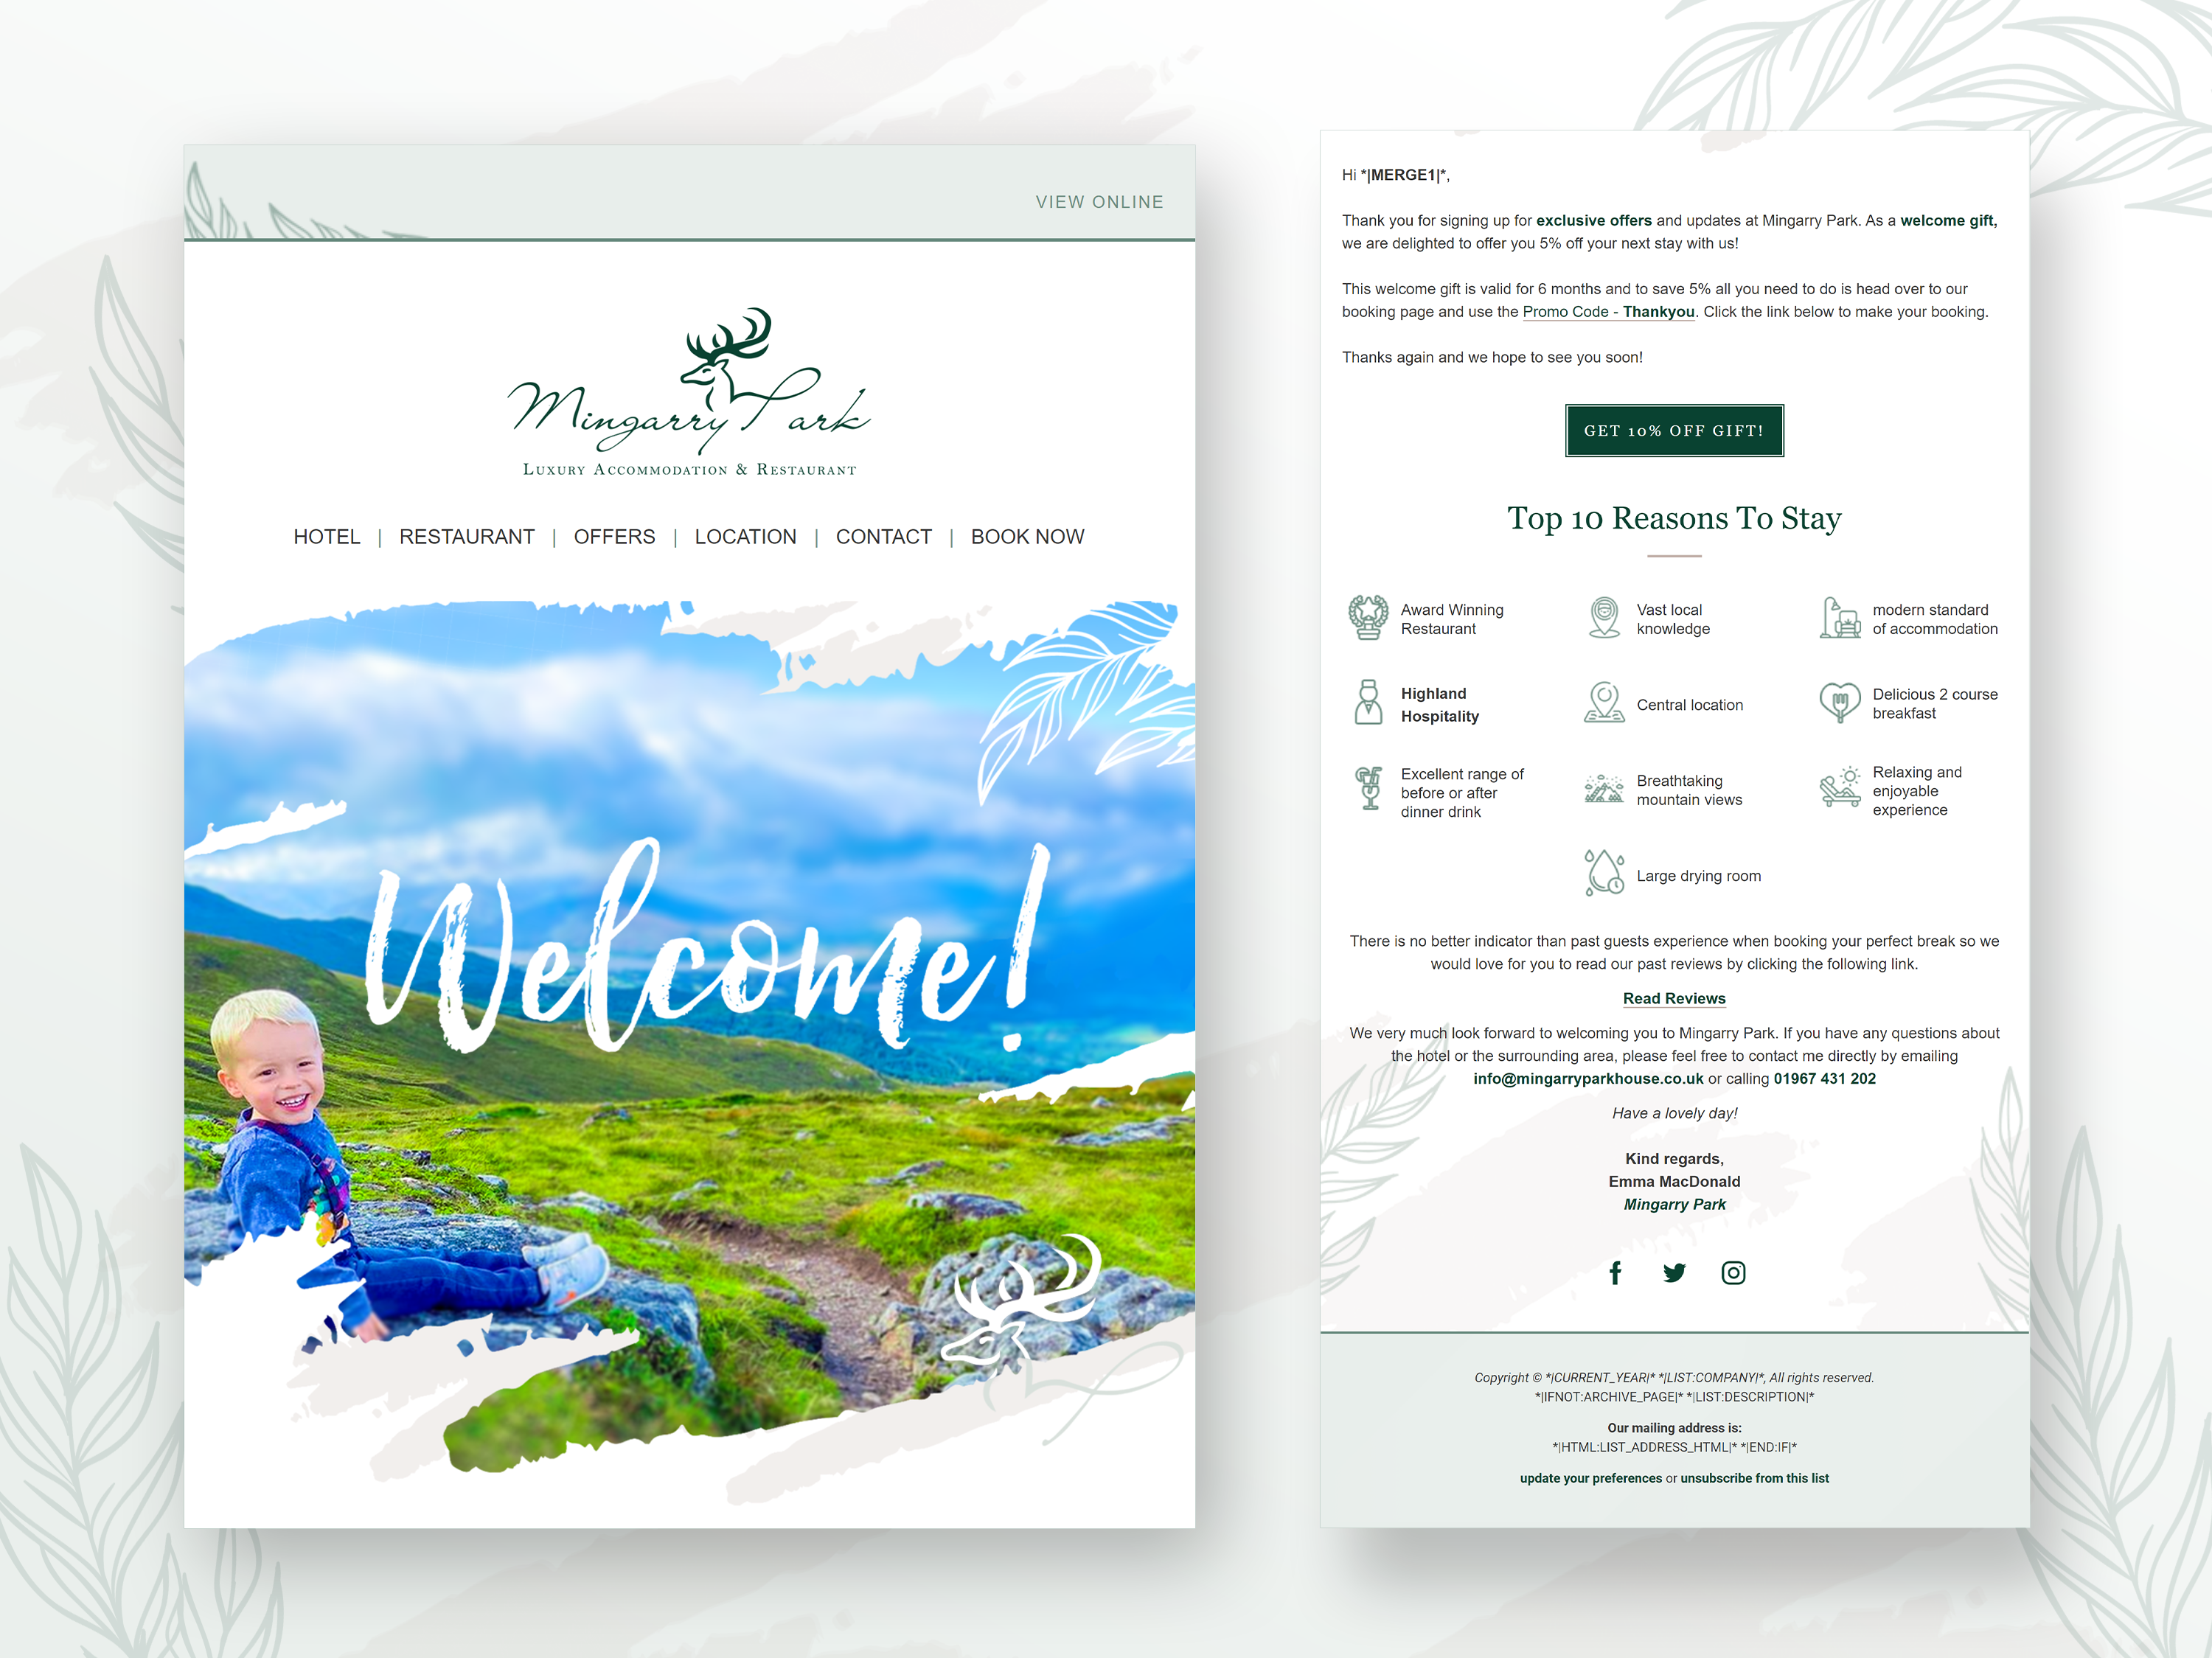 VIEW ONLINE
Mingarry Park
LUXURY ACCOMMODATION & RESTAURANT
HOTEL | RESTAURANT | OFFERS | LOCATION | CONTACT | BOOK NOW
Welcome!
Hi *|MERGE1|*,
Thank you for signing up for exclusive offers and updates at Mingarry Park. As a welcome gift,
we are delighted to offer you 5% off your next stay with us!
This welcome gift is valid for 6 months and to save 5% all you need to do is head over to our
booking page and use the Promo Code - Thankyou. Click the link below to make your booking.
Thanks again and we hope to see you soon!
GET 10% OFF GIFT!
Top 10 Reasons To Stay
Award Winning
Restaurant
Vast local
knowledge
modern standard
of accommodation
Highland
Hospitality
Central location
Delicious 2 course
breakfast
Excellent range of
before or after
dinner drink
Breathtaking
mountain views
Relaxing and
enjoyable
experience
Large drying room
There is no better indicator than past guests experience when booking your perfect break so we
would love for you to read our past reviews by clicking the following link.
Read Reviews
We very much look forward to welcoming you to Mingarry Park. If you have any questions about
the hotel or the surrounding area, please feel free to contact me directly by emailing
info@mingarryparkhouse.co.uk or calling 01967 431 202
Have a lovely day!
Kind regards,
Emma MacDonald
Mingarry Park
Copyright © *|CURRENT_YEAR|* *|LIST:COMPANY|*, All rights reserved.
*|IFNOT:ARCHIVE_PAGE|* *|LIST:DESCRIPTION|*
Our mailing address is:
*|HTML:LIST_ADDRESS_HTML|* *|END:IF|*
update your preferences or unsubscribe from this list